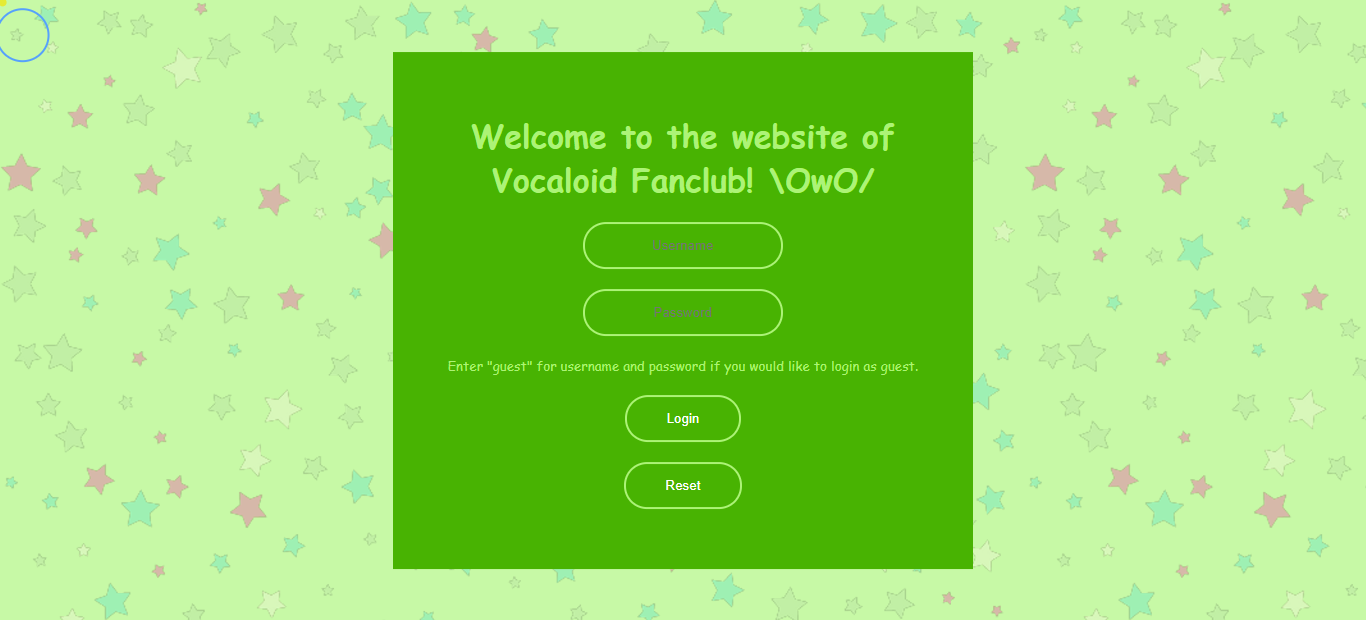 Welcome to the website of
Vocaloid Fanclub! \OwO/
Username
Password
Enter "guest" for username and password if you would like to login as guest.
Login
Reset